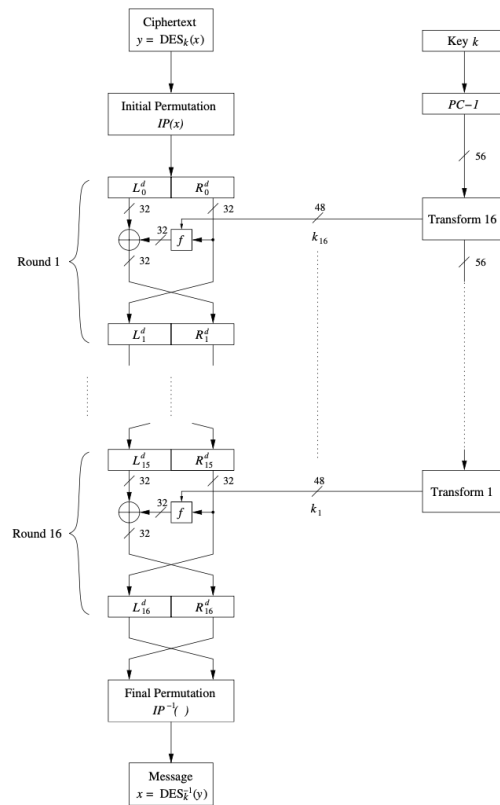 Ciphertext
y = DES_k(x)
Key k
Initial Permutation
IP(x)
PC−1
56
L_0^d R_0^d
32 32 48
Transform 16
f
32
k_16
32
56
Round 1
L_1^d R_1^d
L_15^d R_15^d
32 32 48
Transform 1
f
32
k_1
32
Round 16
L_16^d R_16^d
Final Permutation
IP^−1( )
Message
x = DES_k^−1(y)